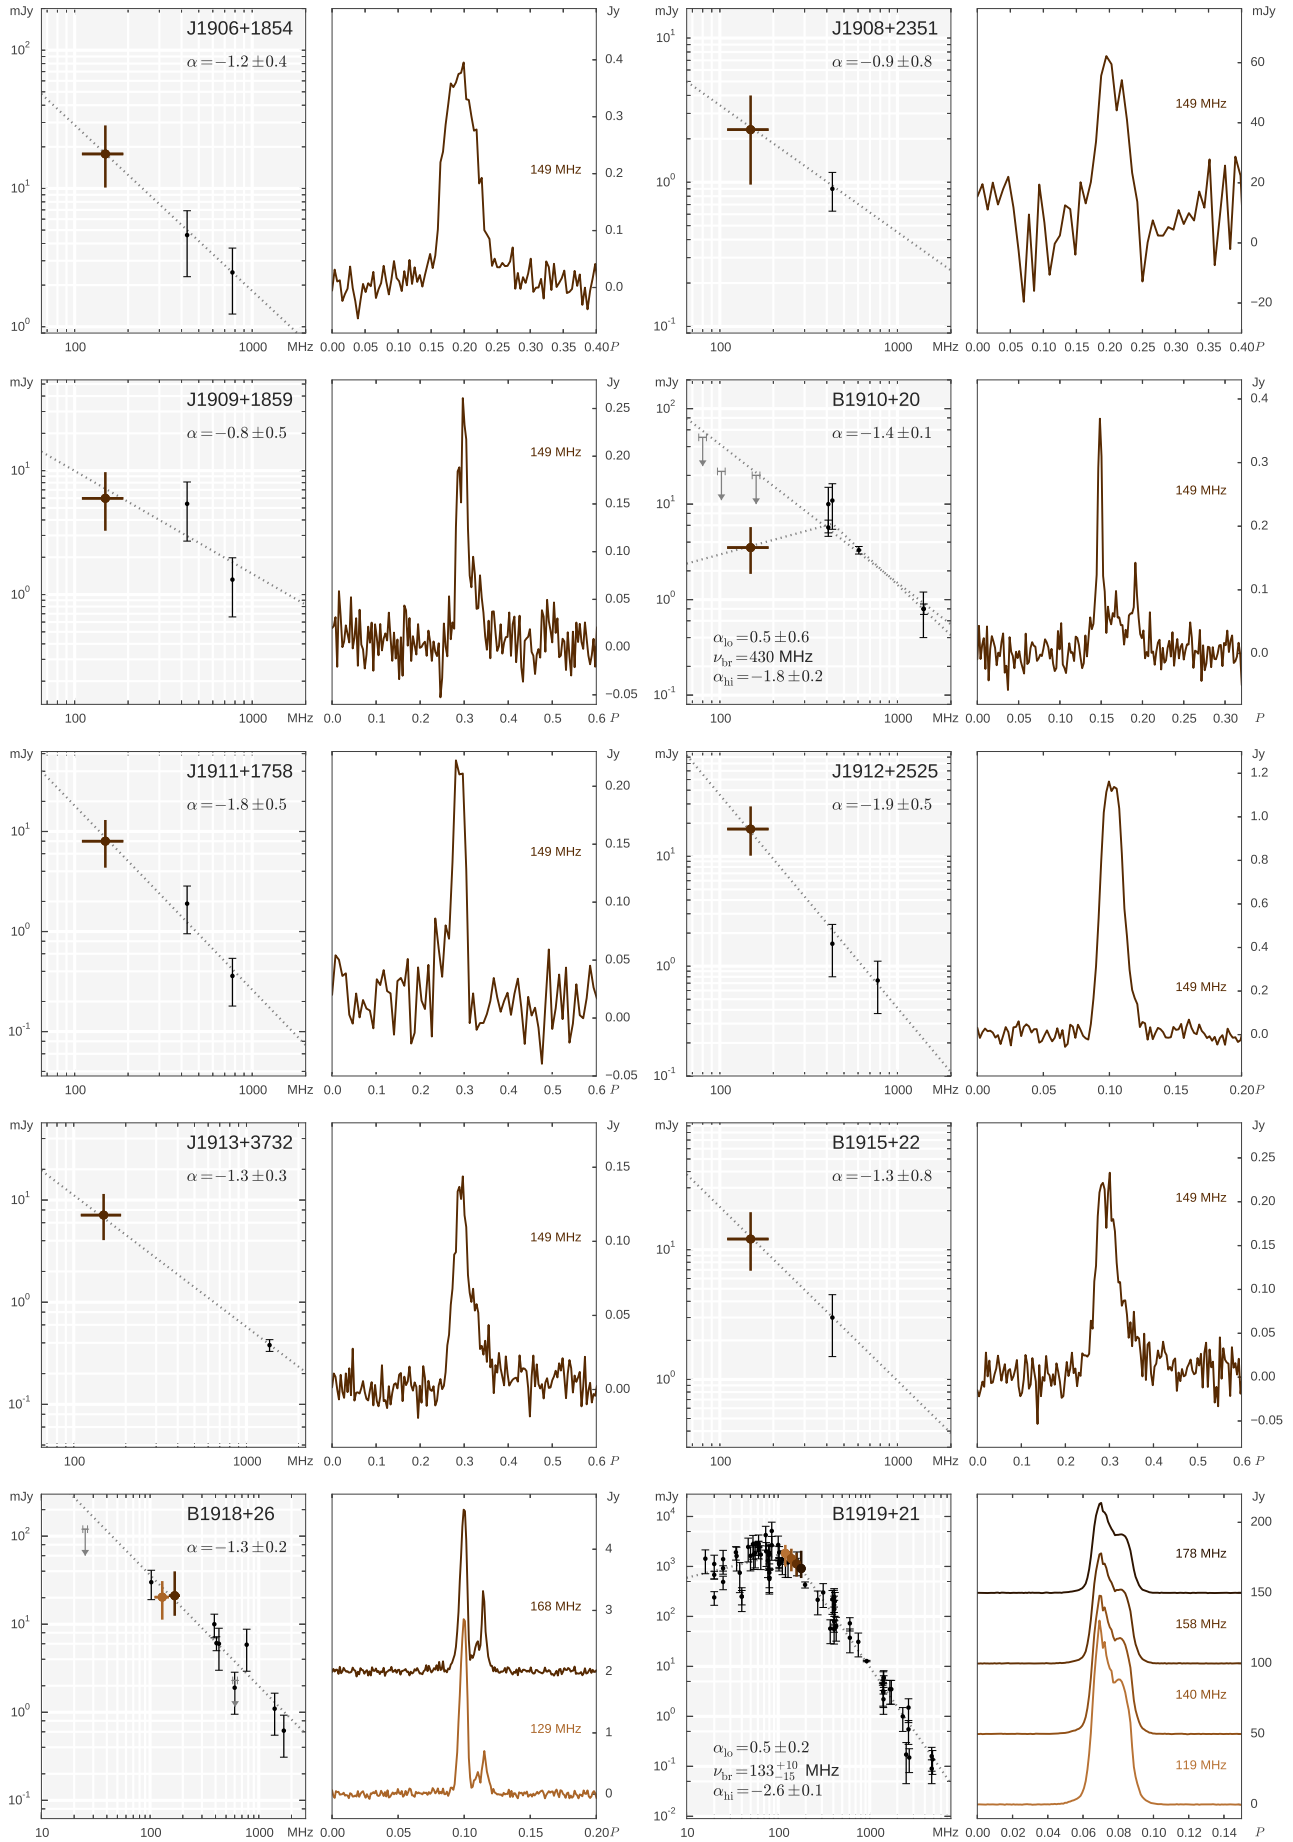 mJy Jy mJy mJy
J1906+1854 J1908+2351
α=−1.2±0.4 α=−0.9±0.8
10² 10¹ 10⁰
0.4 0.3 0.2 0.1 0.0
149 MHz
10¹ 10⁰ 10⁻¹
60 40 20 0 −20
149 MHz
100 1000 MHz 0.00 0.05 0.10 0.15 0.20 0.25 0.30 0.35 0.40 P 100 1000 MHz 0.00 0.05 0.10 0.15 0.20 0.25 0.30 0.35 0.40 P
mJy Jy mJy Jy
J1909+1859 B1910+20
α=−0.8±0.5 α=−1.4±0.1
10¹ 10⁰
0.25 0.20 0.15 0.10 0.05 0.00 −0.05
149 MHz
10² 10¹ 10⁰ 10⁻¹
α_lo=0.5±0.6
ν_br=430 MHz
α_hi=−1.8±0.2
0.4 0.3 0.2 0.1 0.0
149 MHz
100 1000 MHz 0.0 0.1 0.2 0.3 0.4 0.5 0.6 P 100 1000 MHz 0.00 0.05 0.10 0.15 0.20 0.25 0.30 P
mJy Jy mJy Jy
J1911+1758 J1912+2525
α=−1.8±0.5 α=−1.9±0.5
10¹ 10⁰ 10⁻¹
0.20 0.15 0.10 0.05 0.00 −0.05
149 MHz
10¹ 10⁰ 10⁻¹
1.2 1.0 0.8 0.6 0.4 0.2 0.0
149 MHz
100 1000 MHz 0.0 0.1 0.2 0.3 0.4 0.5 0.6 P 100 1000 MHz 0.00 0.05 0.10 0.15 0.20 P
mJy Jy mJy Jy
J1913+3732 B1915+22
α=−1.3±0.3 α=−1.3±0.8
10¹ 10⁰ 10⁻¹
0.15 0.10 0.05 0.00
149 MHz
10¹ 10⁰
0.25 0.20 0.15 0.10 0.05 0.00 −0.05
149 MHz
100 1000 MHz 0.0 0.1 0.2 0.3 0.4 0.5 0.6 P 100 1000 MHz 0.0 0.1 0.2 0.3 0.4 0.5 0.6 P
mJy Jy mJy Jy
B1918+26 B1919+21
α=−1.3±0.2
10² 10¹ 10⁰ 10⁻¹
4 3 2 1 0
168 MHz
129 MHz
10⁴ 10³ 10² 10¹ 10⁰ 10⁻¹ 10⁻²
α_lo=0.5±0.2
ν_br=133⁺¹⁰₋₁₅ MHz
α_hi=−2.6±0.1
200 150 100 50 0
178 MHz
158 MHz
140 MHz
119 MHz
10 100 1000 MHz 0.00 0.05 0.10 0.15 0.20 P 10 100 1000 MHz 0.00 0.02 0.04 0.06 0.08 0.10 0.12 0.14 P